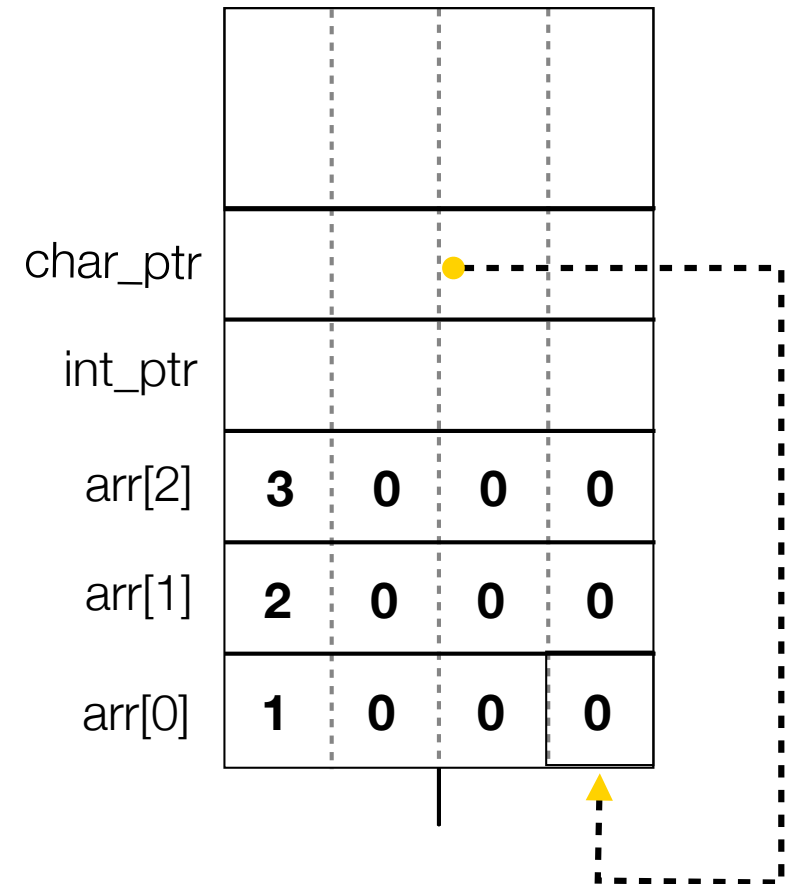 char_ptr
int_ptr
arr[2] 3 0 0 0
arr[1] 2 0 0 0
arr[0] 1 0 0 0